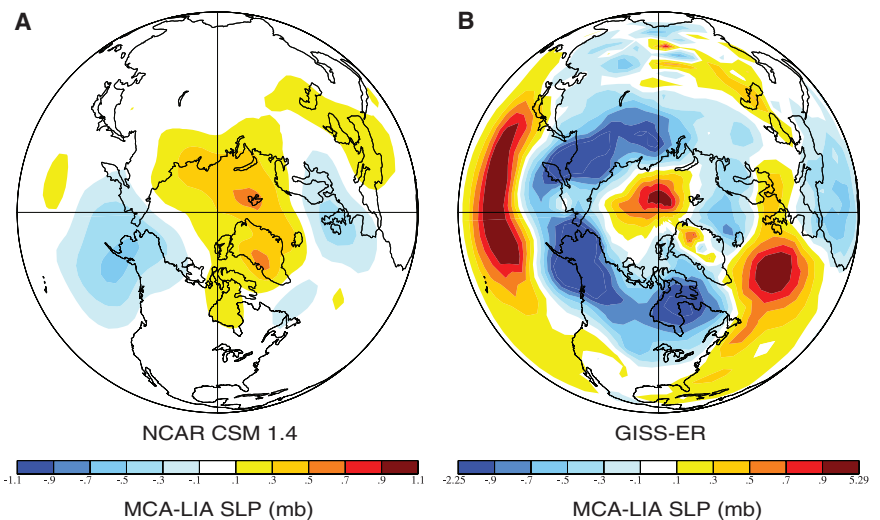 A
B
NCAR CSM 1.4
GISS-ER
-1.1 -.9 -.7 -.5 -.3 -.1 .1 .3 .5 .7 .9 1.1
-2.25 -.9 -.7 -.5 -.3 -.1 .1 .3 .5 .7 .9 5.29
MCA-LIA SLP (mb)
MCA-LIA SLP (mb)